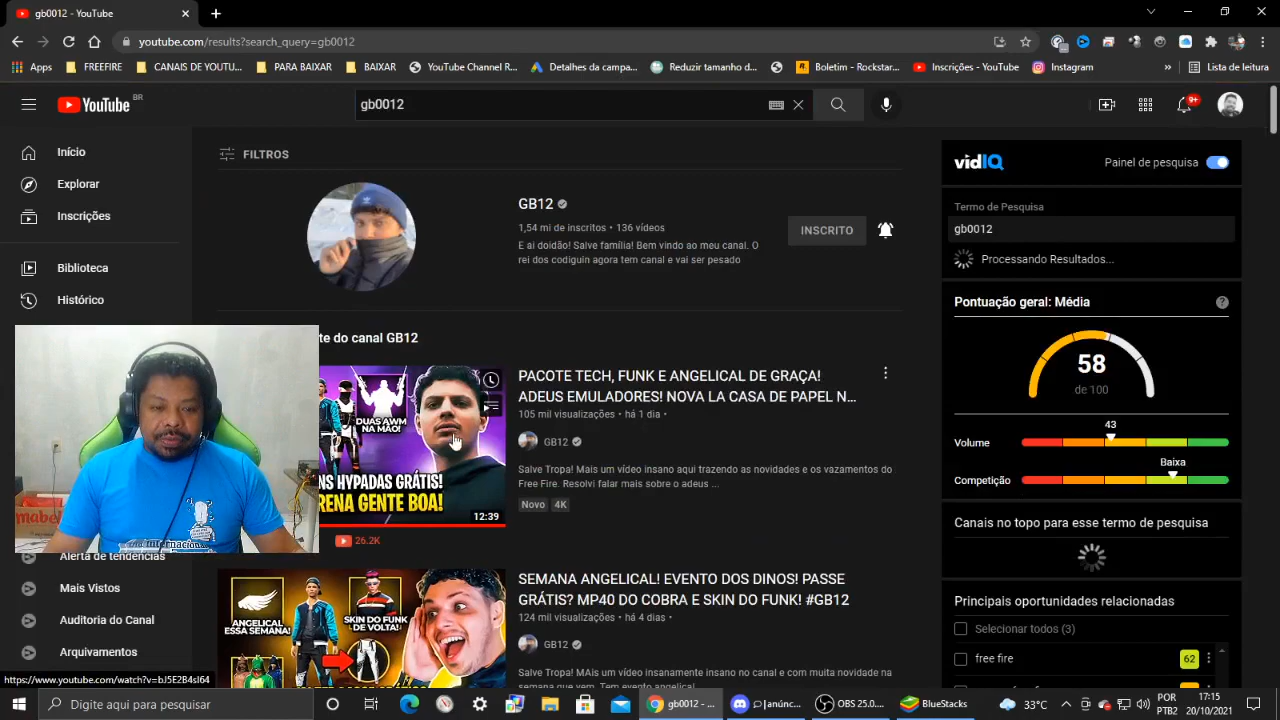 gb0012 - YouTube
youtube.com/results?search_query=gb0012
Apps
FREEFIRE
CANAIS DE YOUTU...
PARA BAIXAR
BAIXAR
YouTube Channel R...
Detalhes da campa...
Reduzir tamanho d...
Boletim - Rockstar...
Inscrições - YouTube
Instagram
»
Lista de leitura
YouTube BR
gb0012
9+
Início
Explorar
Inscrições
Biblioteca
Histórico
Alerta de tendências
Mais Vistos
Auditoria do Canal
Arquivamentos
FILTROS
GB12
1,54 mi de inscritos • 136 vídeos
E ai doidão! Salve família! Bem vindo ao meu canal. O
rei dos codiguin agora tem canal e vai ser pesado
INSCRITO
te do canal GB12
DUAS AWM
NA MÃO!
NS HYPADAS GRÁTIS!
RENA GENTE BOA!
12:39
26.2K
PACOTE TECH, FUNK E ANGELICAL DE GRAÇA!
ADEUS EMULADORES! NOVA LA CASA DE PAPEL N...
105 mil visualizações • há 1 dia •
GB12
Salve Tropa! Mais um vídeo insano aqui trazendo as novidades e os vazamentos do
Free Fire. Resolvi falar mais sobre o adeus ...
Novo
4K
ANGELICAL
ESSA SEMANA!
SKIN DO FUNK
DE VOLTA!
SEMANA ANGELICAL! EVENTO DOS DINOS! PASSE
GRÁTIS? MP40 DO COBRA E SKIN DO FUNK! #GB12
124 mil visualizações • há 4 dias •
GB12
Salve Tropa! MAis um vídeo insanamente insano no canal e com muita novidade na
semana que vem. Tem evento angelical
vidIQ
Painel de pesquisa
Termo de Pesquisa
gb0012
Processando Resultados...
Pontuação geral: Média
?
58
de 100
43
Volume
Baixa
Competição
Canais no topo para esse termo de pesquisa
Principais oportunidades relacionadas
Selecionar todos (3)
free fire
62
https://www.youtube.com/watch?v=bJ5E2B4sI64
Digite aqui para pesquisar
gb0012 - ...
ᓄ|anúnc...
OBS 25.0....
BlueStacks
33°C
POR
PTB2
17:15
20/10/2021